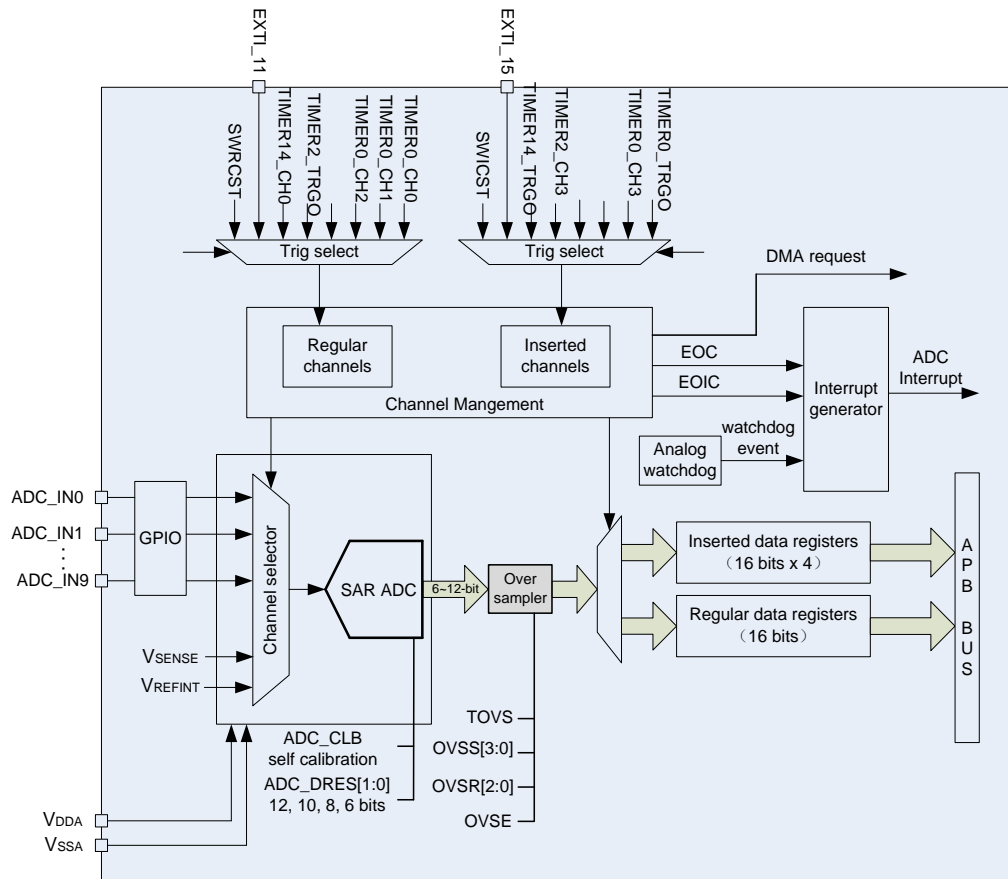 EXTI_11
EXTI_15
SWRCST
TIMER14_CH0
TIMER2_TRGO
TIMER0_CH2
TIMER0_CH1
TIMER0_CH0
SWICST
TIMER14_TRGO
TIMER2_CH3
TIMER0_CH3
TIMER0_TRGO
Trig select
Trig select
DMA request
Regular
channels
Inserted
channels
Channel Mangement
EOC
EOIC
Interrupt
generator
ADC
Interrupt
Analog
watchdog
watchdog
event
ADC_IN0
ADC_IN1
ADC_IN9
GPIO
Channel selector
SAR ADC
6~12-bit
Over
sampler
Inserted data registers
（16 bits x 4）
Regular data registers
（16 bits）
APB BUS
VSENSE
VREFINT
ADC_CLB
self calibration
ADC_DRES[1:0]
12, 10, 8, 6 bits
TOVS
OVSS[3:0]
OVSR[2:0]
OVSE
VDDA
VSSA